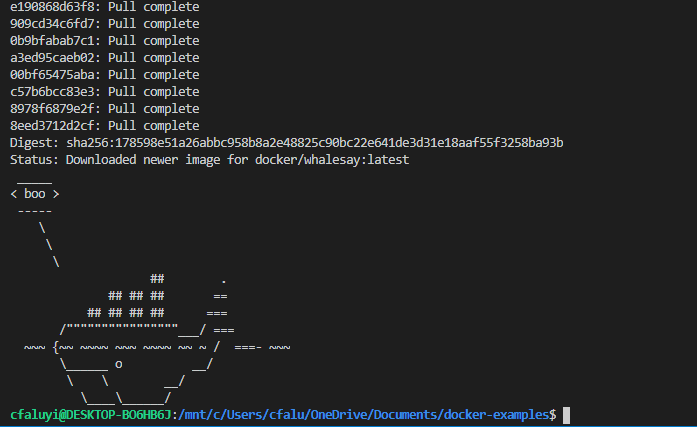 e190868d63f8: Pull complete
909cd34c6fd7: Pull complete
0b9bfabab7c1: Pull complete
a3ed95caeb02: Pull complete
00bf65475aba: Pull complete
c57b6bcc83e3: Pull complete
8978f6879e2f: Pull complete
8eed3712d2cf: Pull complete
Digest: sha256:178598e51a26abbc958b8a2e48825c90bc22e641de3d31e18aaf55f3258ba93b
Status: Downloaded newer image for docker/whalesay:latest
 _____
< boo >
 -----
    \
     \
      \
                    ##        .
              ## ## ##       ==
           ## ## ## ##      ===
       /""""""""""""""""___/ ===
  ~~~ {~~ ~~~~ ~~~ ~~~~ ~~ ~ /  ===- ~~~
       \______ o          __/
        \    \        __/
          \____\______/
cfaluyi@DESKTOP-BO6HB6J:/mnt/c/Users/cfalu/OneDrive/Documents/docker-examples$